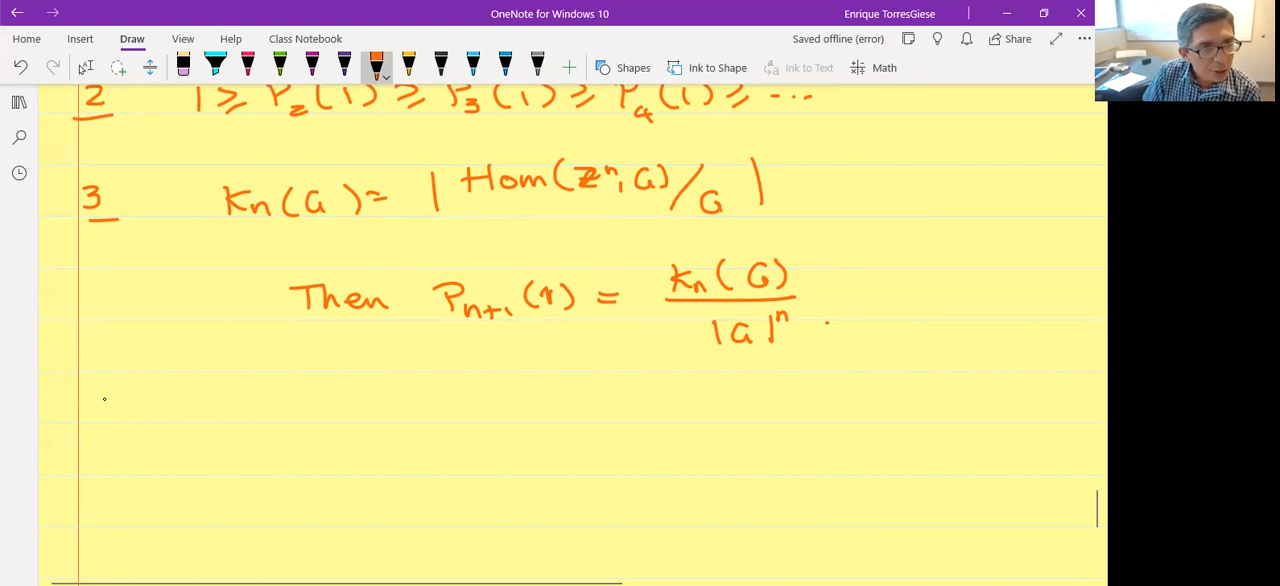 OneNote for Windows 10
Enrique TorresGiese
Home Insert Draw View Help Class Notebook
Saved offline (error)
Share
Shapes
Ink to Shape
Ink to Text
Math
2 1 ≥ P₂(1) ≥ P₃(1) ≥ P₄(1) ≥ ...
3 Kn(G) = | Hom(ℤⁿ, G)/G |
Then Pn+1(1) = Kn(G) / |G|ⁿ .